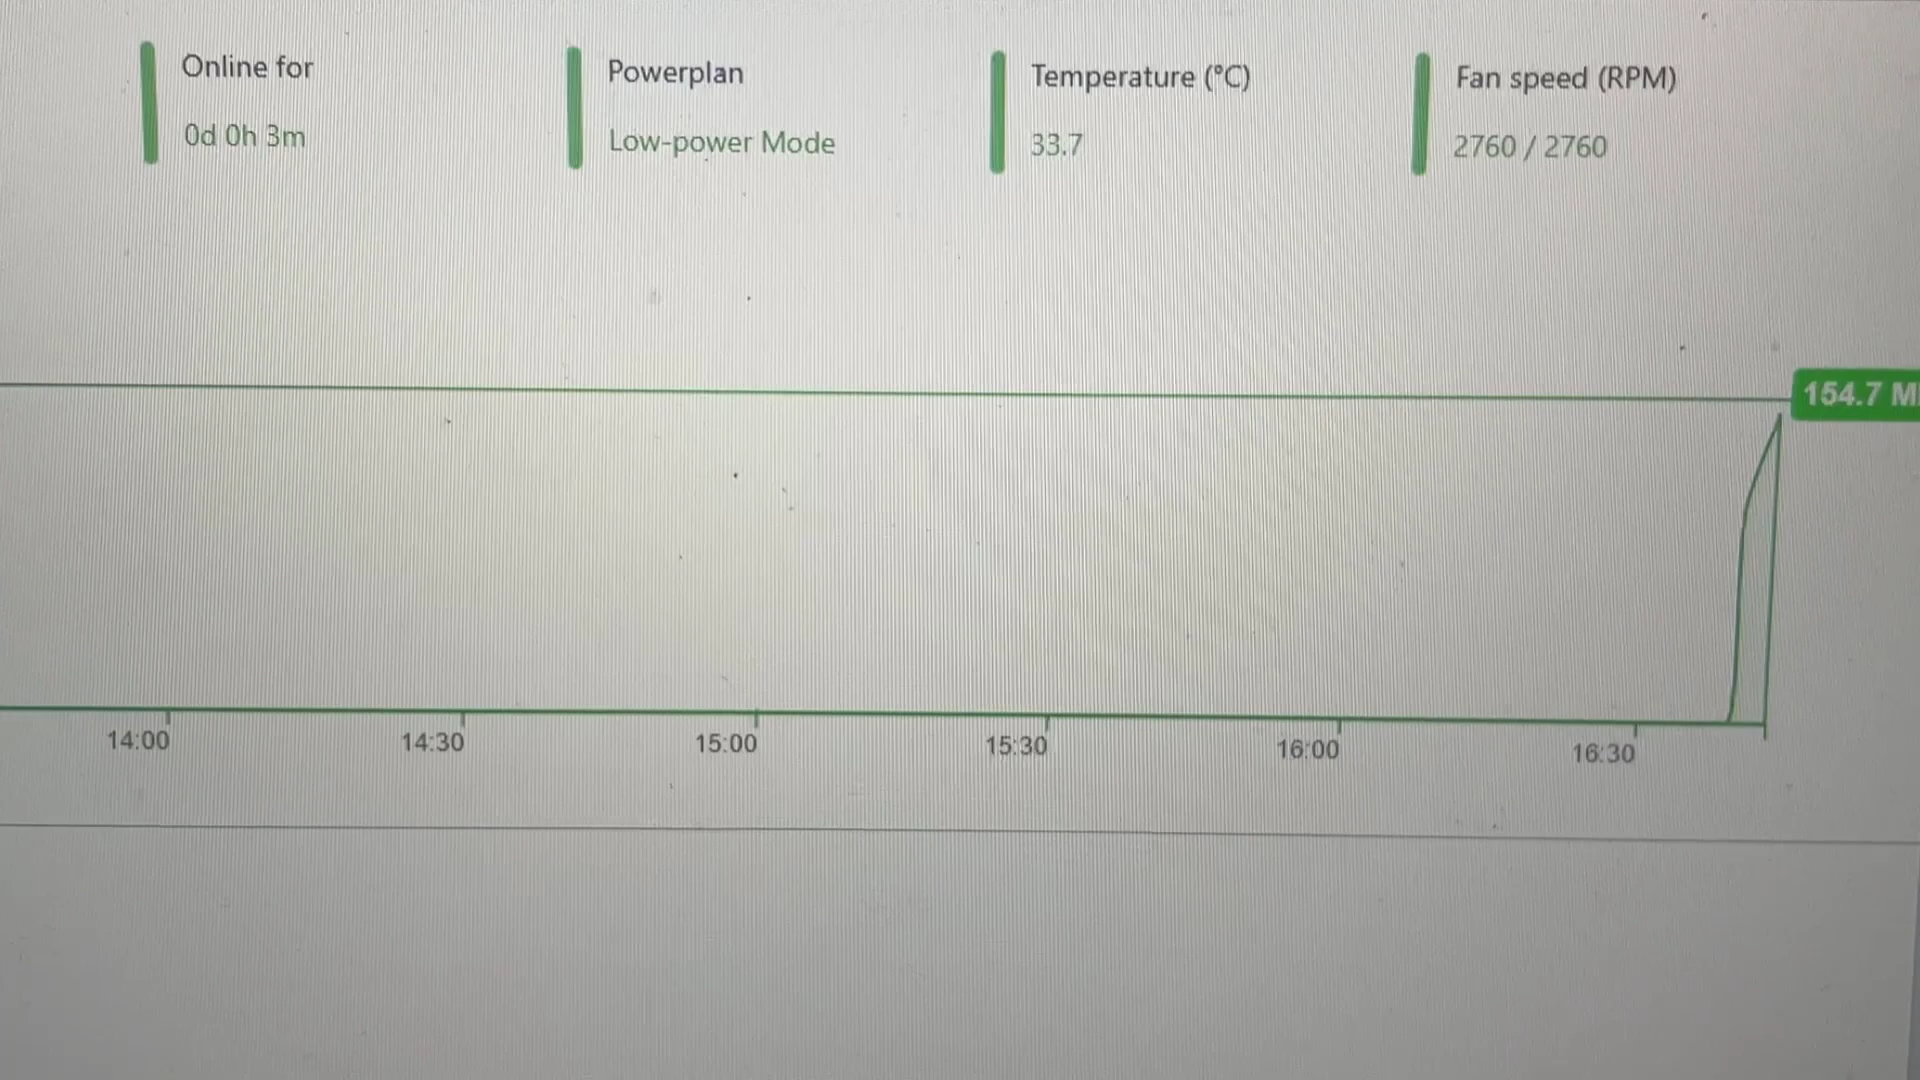 Online for
0d 0h 3m
Powerplan
Low-power Mode
Temperature (°C)
33.7
Fan speed (RPM)
2760 / 2760
154.7 M
14:00
14:30
15:00
15:30
16:00
16:30